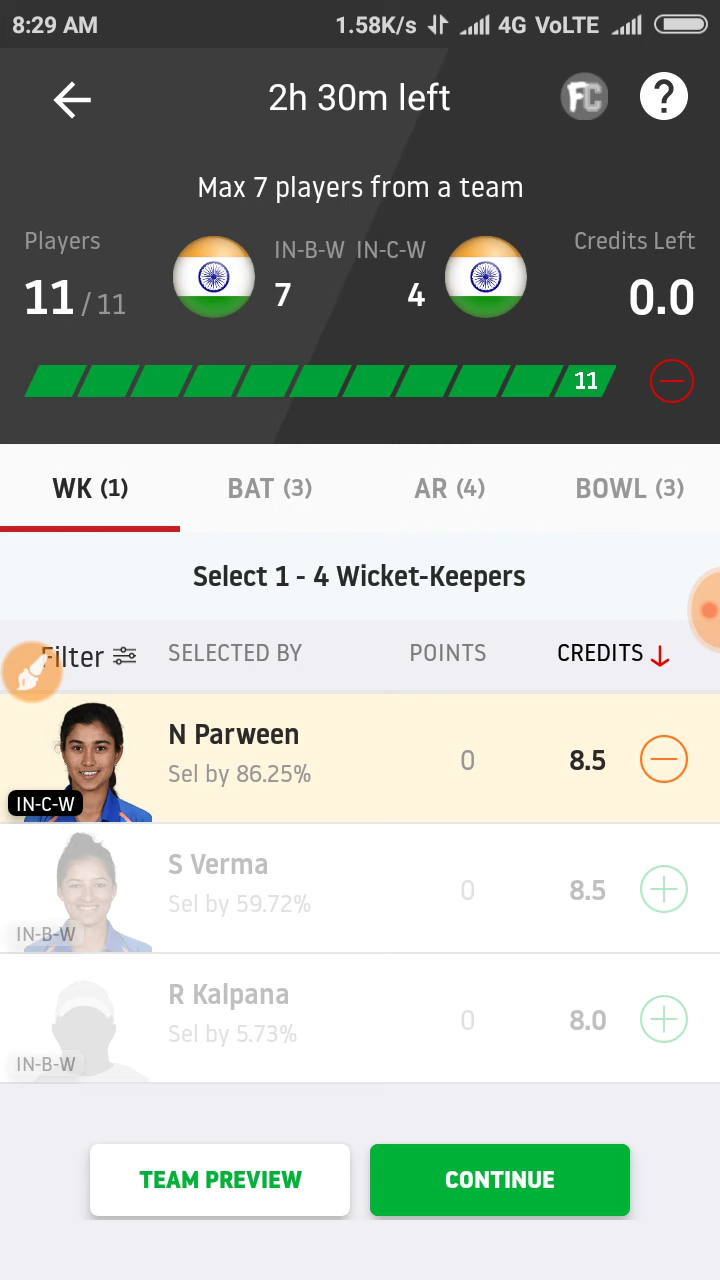 8:29 AM 1.58K/s 4G VoLTE
2h 30m left FC ?
Max 7 players from a team
Players IN-B-W IN-C-W Credits Left
11 / 11 7 4 0.0
11
WK (1) BAT (3) AR (4) BOWL (3)
Select 1 - 4 Wicket-Keepers
Filter SELECTED BY POINTS CREDITS
N Parween
Sel by 86.25% 0 8.5
IN-C-W
S Verma
Sel by 59.72% 0 8.5
IN-B-W
R Kalpana
Sel by 5.73% 0 8.0
IN-B-W
TEAM PREVIEW CONTINUE